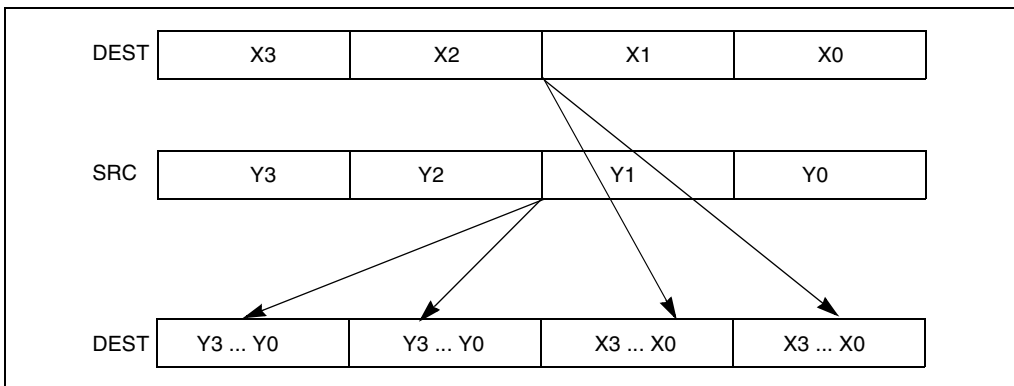 DEST X3 X2 X1 X0
SRC Y3 Y2 Y1 Y0
DEST Y3 ... Y0 Y3 ... Y0 X3 ... X0 X3 ... X0